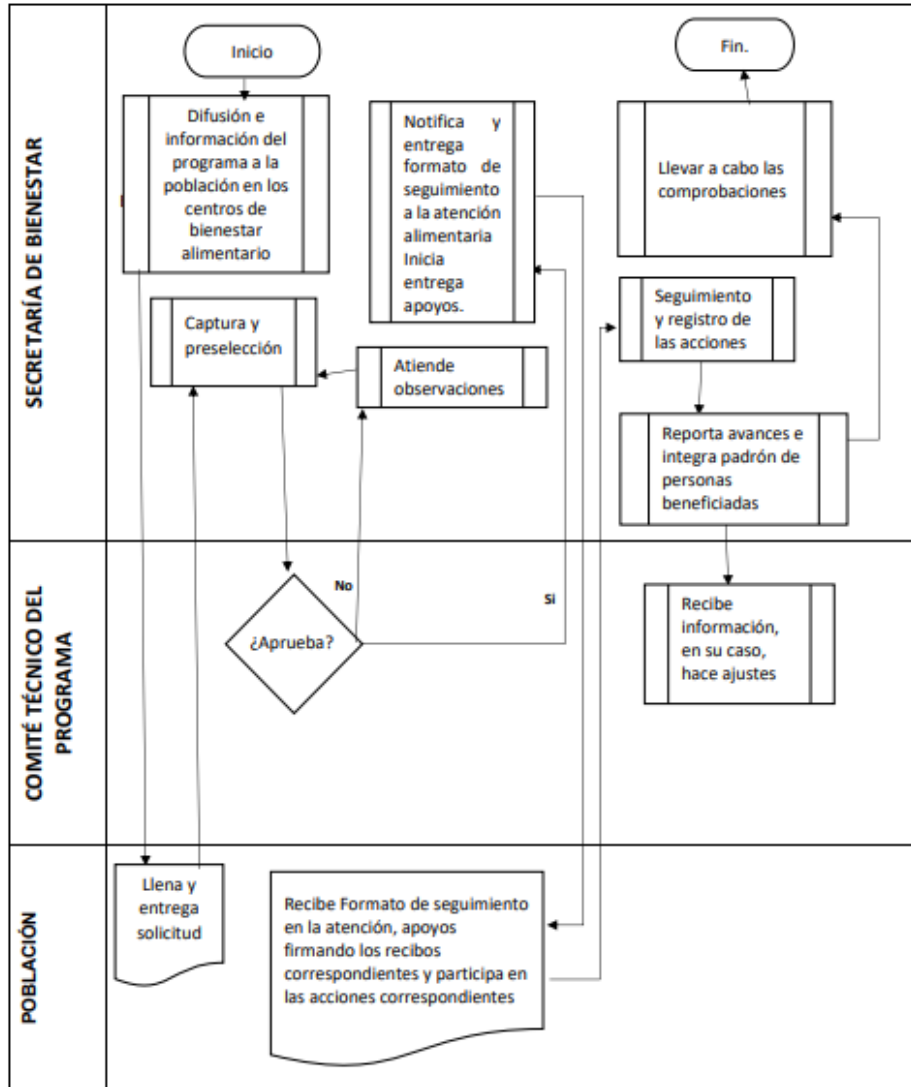 SECRETARÍA DE BIENESTAR
Inicio
Difusión e
información del
programa a la
población en los
centros de
bienestar
alimentario
Captura y
preselección
Notifica y
entrega
formato de
seguimiento
a la atención
alimentaria
Inicia
entrega
apoyos.
Atiende
observaciones
Fin.
Llevar a cabo las
comprobaciones
Seguimiento
y registro de
las acciones
Reporta avances e
integra padrón de
personas
beneficiadas
COMITÉ TÉCNICO DEL
PROGRAMA
¿Aprueba?
No
Si
Recibe
información,
en su caso,
hace ajustes
POBLACIÓN
Llena y
entrega
solicitud
Recibe Formato de seguimiento
en la atención, apoyos
firmando los recibos
correspondientes y participa en
las acciones correspondientes